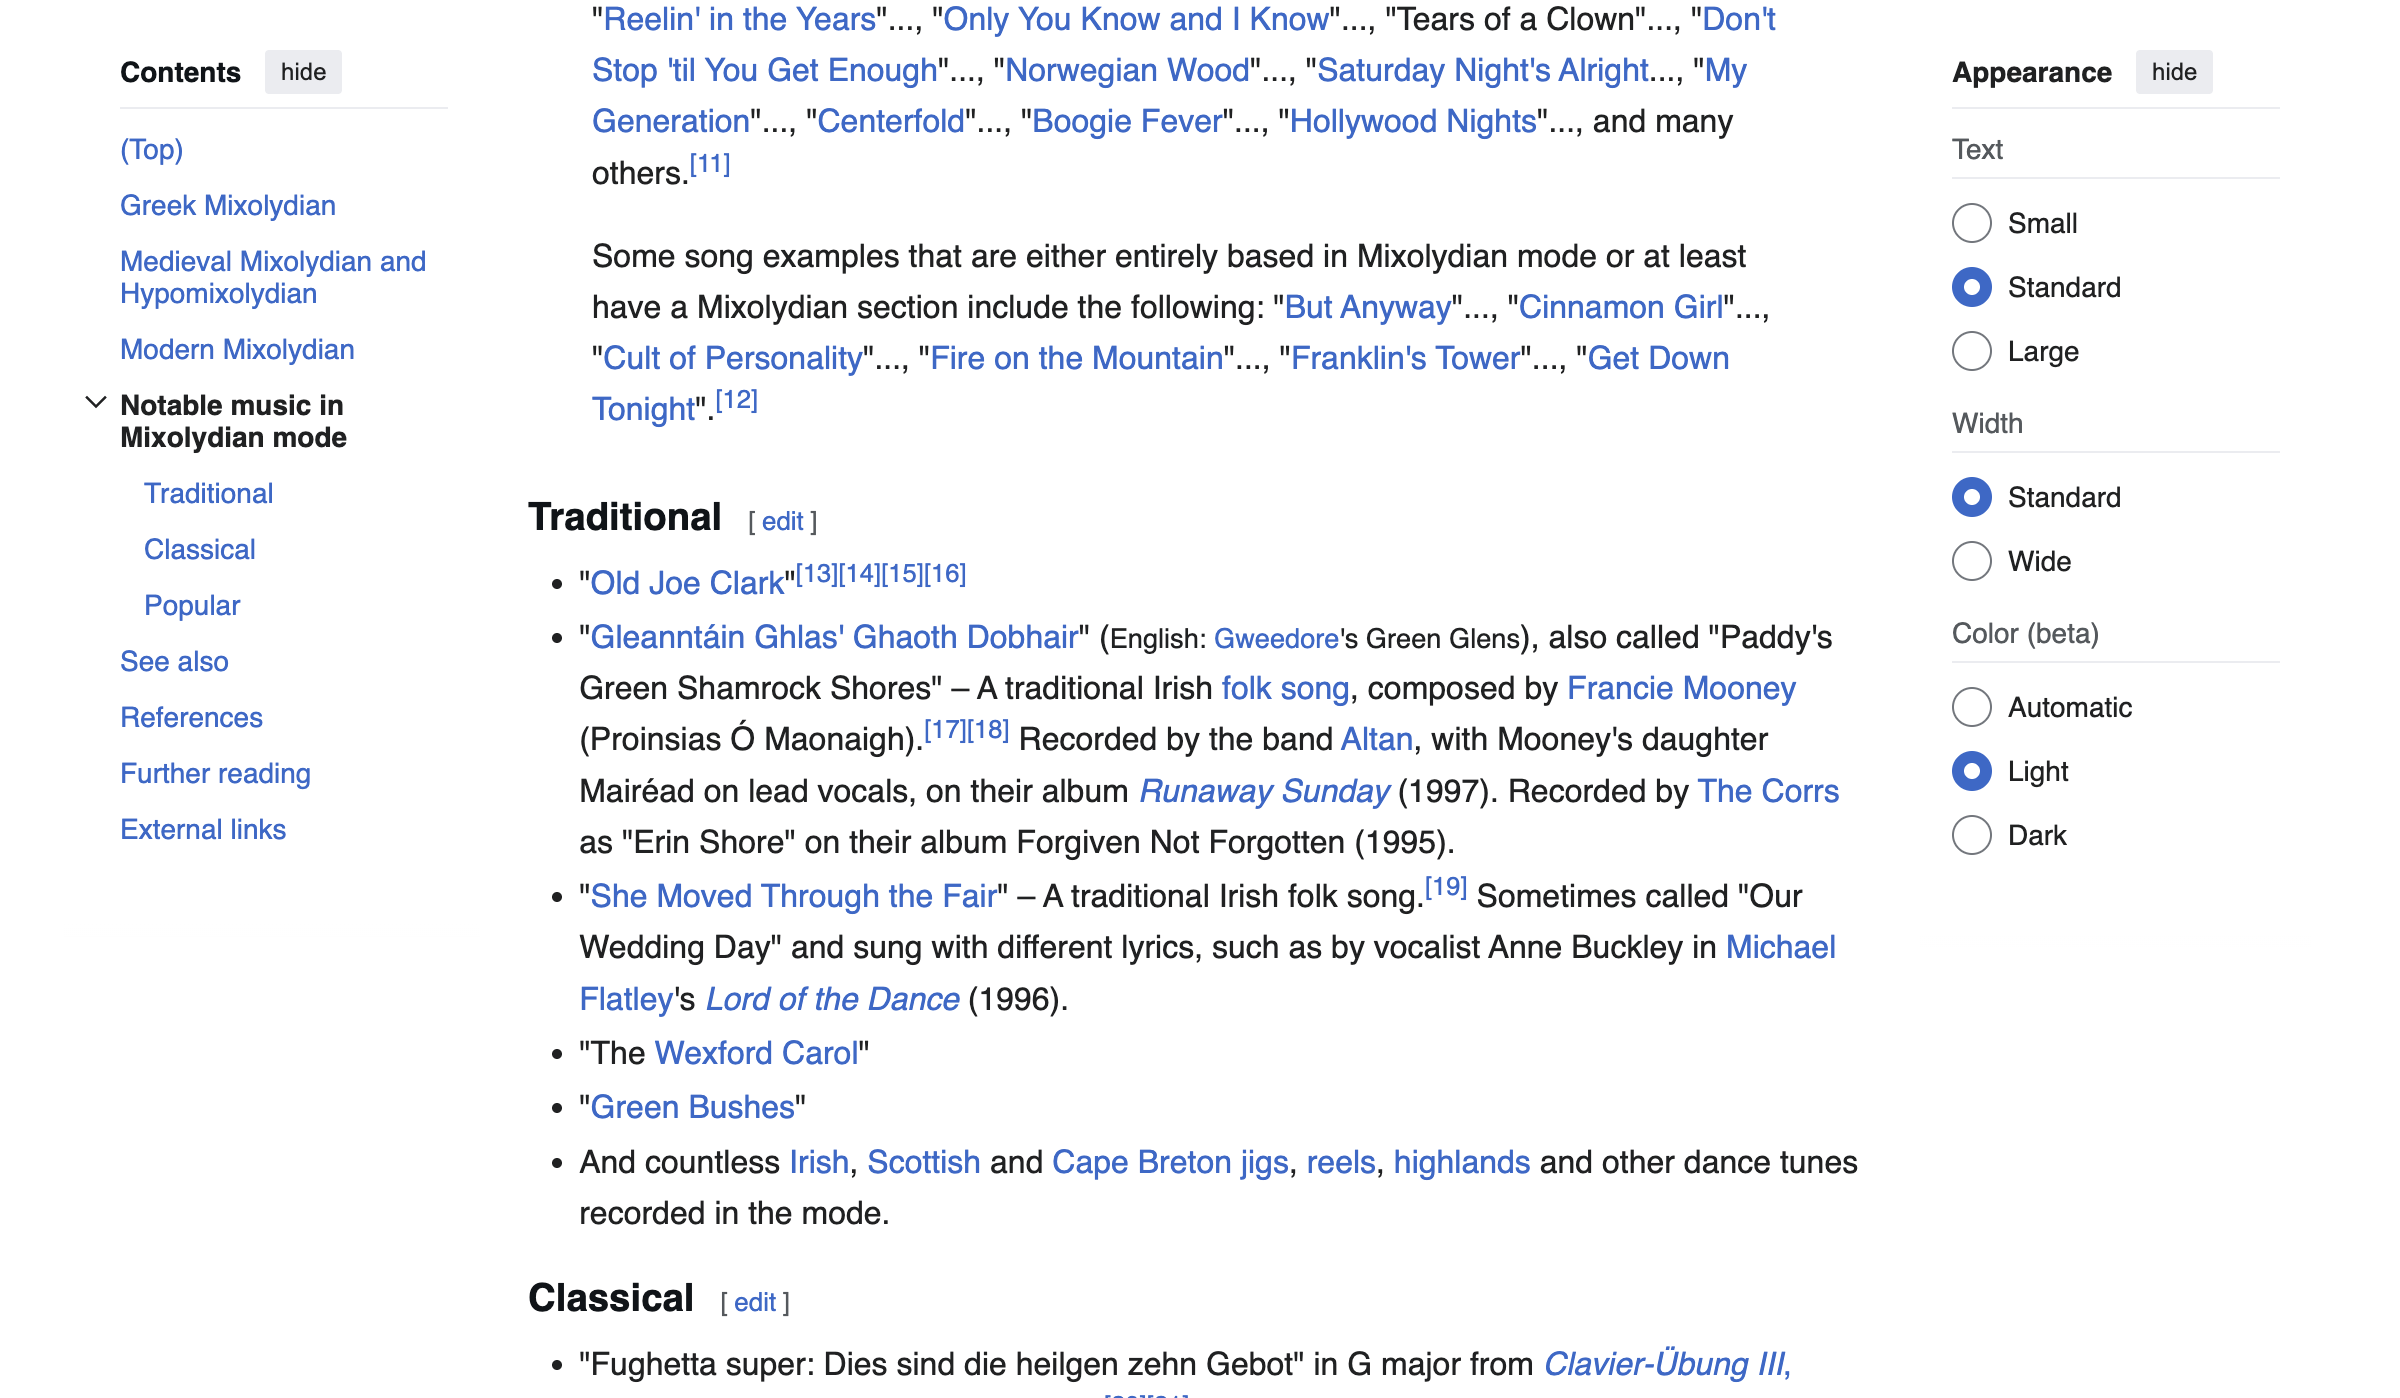 Contents hide
(Top)
Greek Mixolydian
Medieval Mixolydian and
Hypomixolydian
Modern Mixolydian
Notable music in
Mixolydian mode
Traditional
Classical
Popular
See also
References
Further reading
External links
"Reelin' in the Years"..., "Only You Know and I Know"..., "Tears of a Clown"..., "Don't
Stop 'til You Get Enough"..., "Norwegian Wood"..., "Saturday Night's Alright..., "My
Generation"..., "Centerfold"..., "Boogie Fever"..., "Hollywood Nights"..., and many
others.[11]
Some song examples that are either entirely based in Mixolydian mode or at least
have a Mixolydian section include the following: "But Anyway"..., "Cinnamon Girl"...,
"Cult of Personality"..., "Fire on the Mountain"..., "Franklin's Tower"..., "Get Down
Tonight".[12]
Traditional [ edit ]
• "Old Joe Clark"[13][14][15][16]
• "Gleanntáin Ghlas' Ghaoth Dobhair" (English: Gweedore's Green Glens), also called "Paddy's
Green Shamrock Shores" – A traditional Irish folk song, composed by Francie Mooney
(Proinsias Ó Maonaigh).[17][18] Recorded by the band Altan, with Mooney's daughter
Mairéad on lead vocals, on their album Runaway Sunday (1997). Recorded by The Corrs
as "Erin Shore" on their album Forgiven Not Forgotten (1995).
• "She Moved Through the Fair" – A traditional Irish folk song.[19] Sometimes called "Our
Wedding Day" and sung with different lyrics, such as by vocalist Anne Buckley in Michael
Flatley's Lord of the Dance (1996).
• "The Wexford Carol"
• "Green Bushes"
• And countless Irish, Scottish and Cape Breton jigs, reels, highlands and other dance tunes
recorded in the mode.
Classical [ edit ]
• "Fughetta super: Dies sind die heilgen zehn Gebot" in G major from Clavier-Übung III,
Appearance hide
Text
Small
Standard
Large
Width
Standard
Wide
Color (beta)
Automatic
Light
Dark